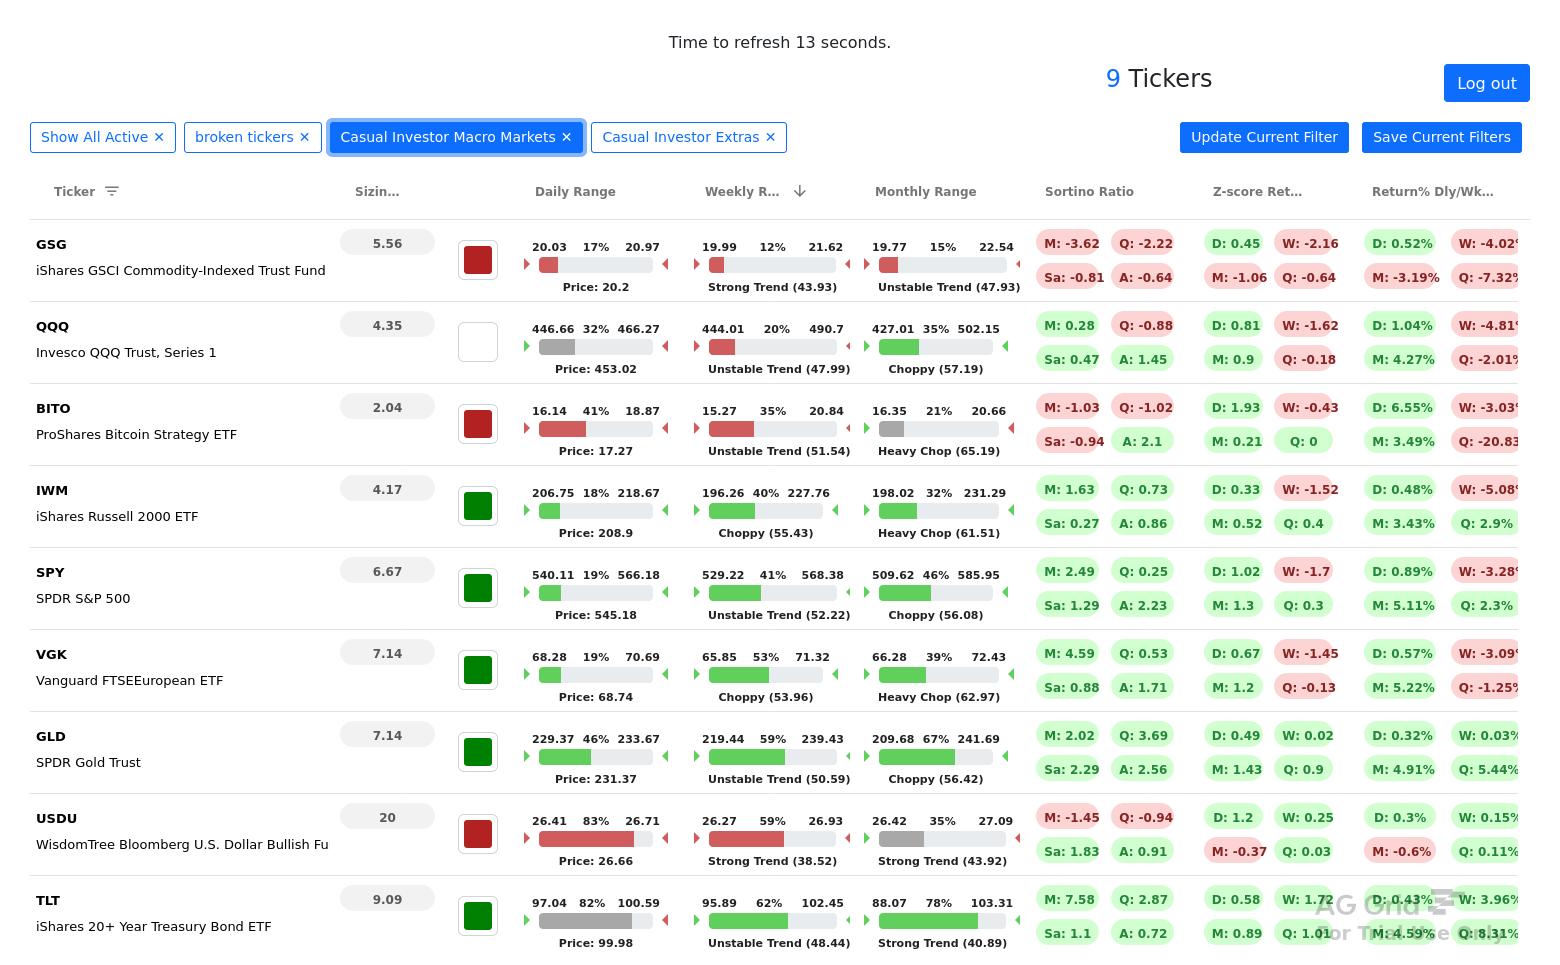 Time to refresh 13 seconds.
9 Tickers
Log out
Show All Active ✕ broken tickers ✕ Casual Investor Macro Markets ✕ Casual Investor Extras ✕ Update Current Filter Save Current Filters
Ticker Sizin... Daily Range Weekly R... Monthly Range Sortino Ratio Z-score Ret... Return% Dly/Wk...
GSG 5.56 20.03 17% 20.97 19.99 12% 21.62 19.77 15% 22.54 M: -3.62 Q: -2.22 D: 0.45 W: -2.16 D: 0.52% W: -4.02%
iShares GSCI Commodity-Indexed Trust Fund Sa: -0.81 A: -0.64 M: -1.06 Q: -0.64 M: -3.19% Q: -7.32%
Price: 20.2 Strong Trend (43.93) Unstable Trend (47.93)
QQQ 4.35 446.66 32% 466.27 444.01 20% 490.7 427.01 35% 502.15 M: 0.28 Q: -0.88 D: 0.81 W: -1.62 D: 1.04% W: -4.81%
Invesco QQQ Trust, Series 1 Sa: 0.47 A: 1.45 M: 0.9 Q: -0.18 M: 4.27% Q: -2.01%
Price: 453.02 Unstable Trend (47.99) Choppy (57.19)
BITO 2.04 16.14 41% 18.87 15.27 35% 20.84 16.35 21% 20.66 M: -1.03 Q: -1.02 D: 1.93 W: -0.43 D: 6.55% W: -3.03%
ProShares Bitcoin Strategy ETF Sa: -0.94 A: 2.1 M: 0.21 Q: 0 M: 3.49% Q: -20.83
Price: 17.27 Unstable Trend (51.54) Heavy Chop (65.19)
IWM 4.17 206.75 18% 218.67 196.26 40% 227.76 198.02 32% 231.29 M: 1.63 Q: 0.73 D: 0.33 W: -1.52 D: 0.48% W: -5.08%
iShares Russell 2000 ETF Sa: 0.27 A: 0.86 M: 0.52 Q: 0.4 M: 3.43% Q: 2.9%
Price: 208.9 Choppy (55.43) Heavy Chop (61.51)
SPY 6.67 540.11 19% 566.18 529.22 41% 568.38 509.62 46% 585.95 M: 2.49 Q: 0.25 D: 1.02 W: -1.7 D: 0.89% W: -3.28%
SPDR S&P 500 Sa: 1.29 A: 2.23 M: 1.3 Q: 0.3 M: 5.11% Q: 2.3%
Price: 545.18 Unstable Trend (52.22) Choppy (56.08)
VGK 7.14 68.28 19% 70.69 65.85 53% 71.32 66.28 39% 72.43 M: 4.59 Q: 0.53 D: 0.67 W: -1.45 D: 0.57% W: -3.09%
Vanguard FTSEEuropean ETF Sa: 0.88 A: 1.71 M: 1.2 Q: -0.13 M: 5.22% Q: -1.25%
Price: 68.74 Choppy (53.96) Heavy Chop (62.97)
GLD 7.14 229.37 46% 233.67 219.44 59% 239.43 209.68 67% 241.69 M: 2.02 Q: 3.69 D: 0.49 W: 0.02 D: 0.32% W: 0.03%
SPDR Gold Trust Sa: 2.29 A: 2.56 M: 1.43 Q: 0.9 M: 4.91% Q: 5.44%
Price: 231.37 Unstable Trend (50.59) Choppy (56.42)
USDU 20 26.41 83% 26.71 26.27 59% 26.93 26.42 35% 27.09 M: -1.45 Q: -0.94 D: 1.2 W: 0.25 D: 0.3% W: 0.15%
WisdomTree Bloomberg U.S. Dollar Bullish Fu Sa: 1.83 A: 0.91 M: -0.37 Q: 0.03 M: -0.6% Q: 0.11%
Price: 26.66 Strong Trend (38.52) Strong Trend (43.92)
TLT 9.09 97.04 82% 100.59 95.89 62% 102.45 88.07 78% 103.31 M: 7.58 Q: 2.87 D: 0.58 W: 1.72 D: 0.43% W: 3.96%
AG Grid
iShares 20+ Year Treasury Bond ETF Sa: 1.1 A: 0.72 M: 0.89 Q: 1.01 M: 4.59% Q: 8.31%
For Trial Use Only
Price: 99.98 Unstable Trend (48.44) Strong Trend (40.89)